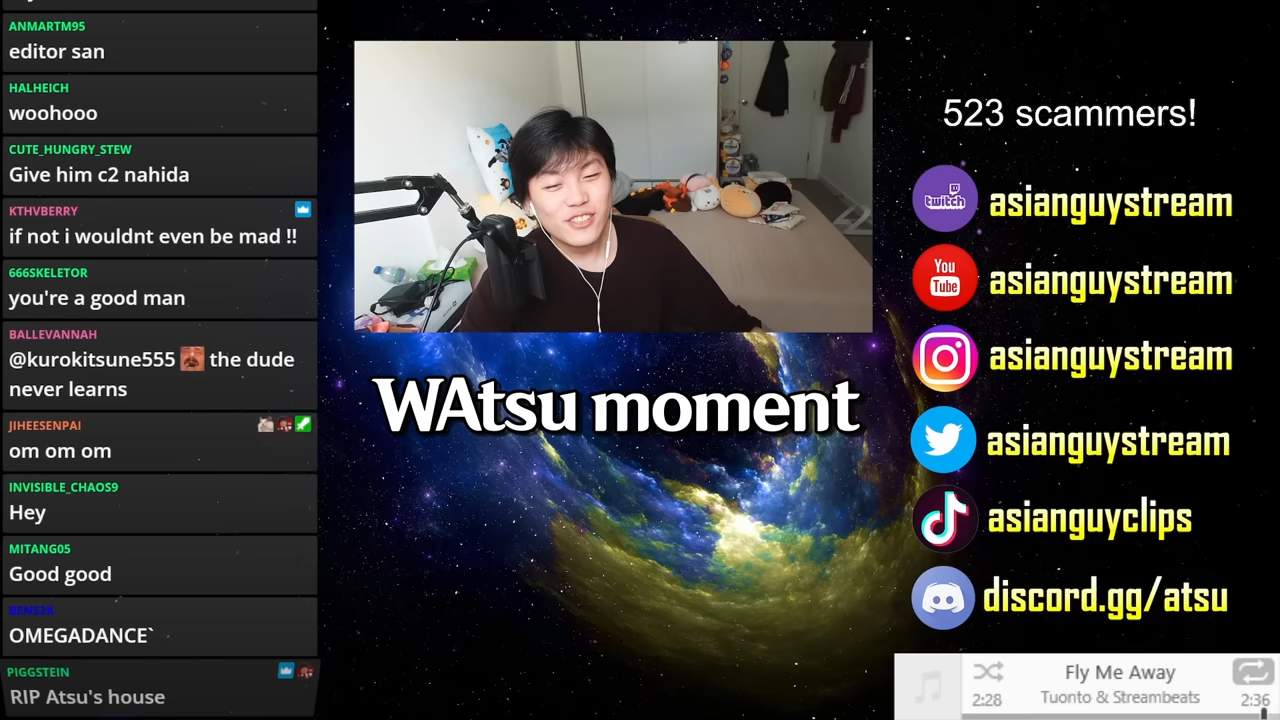 ANMARTM95
editor san
HALHEICH
woohooo
CUTE_HUNGRY_STEW
Give him c2 nahida
KTHVBERRY
if not i wouldnt even be mad !!
666SKELETOR
you're a good man
BALLEVANNAH
@kurokitsune555 the dude
never learns
JIHEESENPAI
om om om
INVISIBLE_CHAOS9
Hey
MITANG05
Good good
OMEGADANCE`
PIGGSTEIN
RIP Atsu's house
WAtsu moment
523 scammers!
twitch
asianguystream
You
Tube
asianguystream
asianguystream
asianguystream
asianguyclips
discord.gg/atsu
Fly Me Away
2:28
Tuonto & Streambeats
2:36